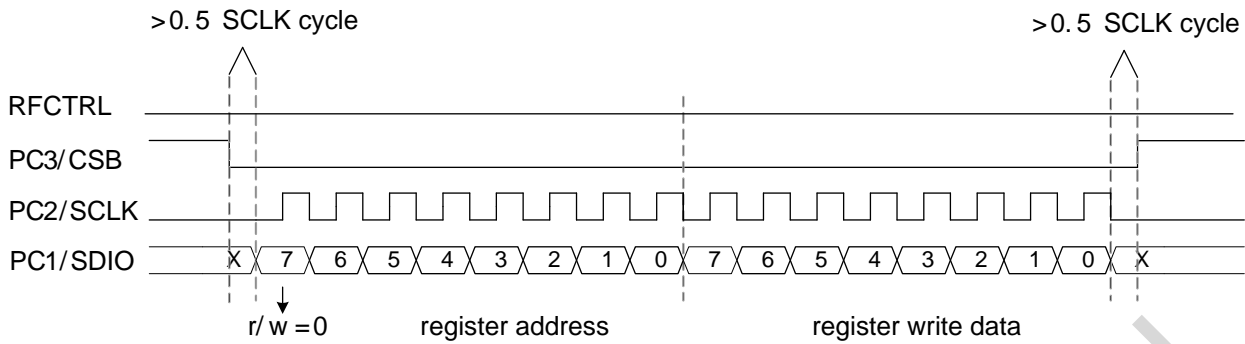 >0.5 SCLK cycle >0.5 SCLK cycle
RFCTRL
PC3/CSB
PC2/SCLK
PC1/SDIO X 7 6 5 4 3 2 1 0 7 6 5 4 3 2 1 0 X
r/w=0 register address register write data